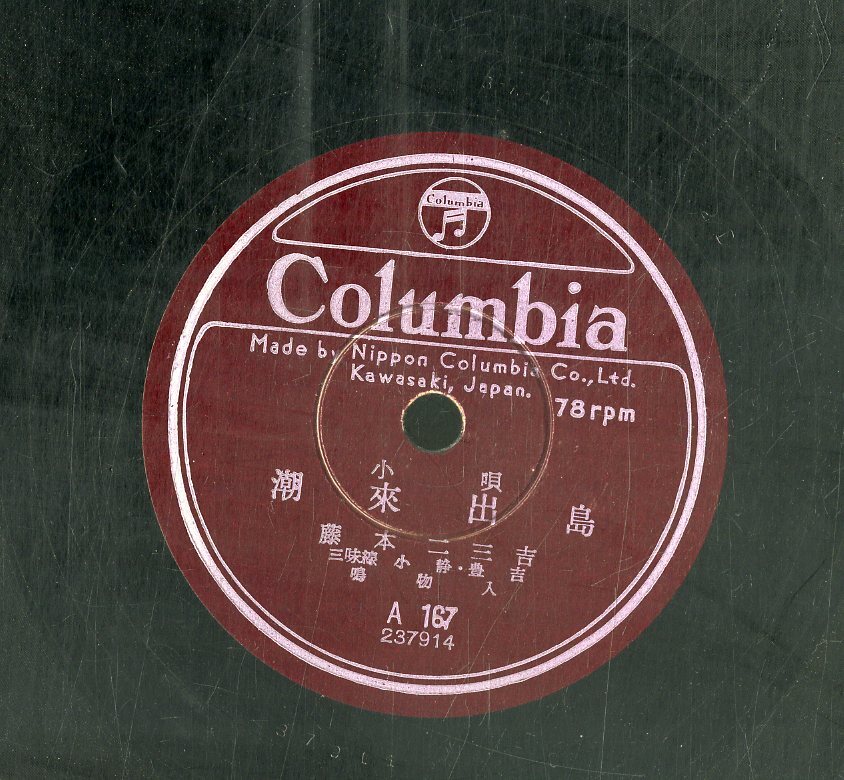 Columbia
Columbia
Made by Nippon Columbia Co., Ltd.
Kawasaki, Japan.
78rpm
小唄
潮來出島
藤本二三吉
三味線 小静・豊吉
鳴物入
A 167
237914